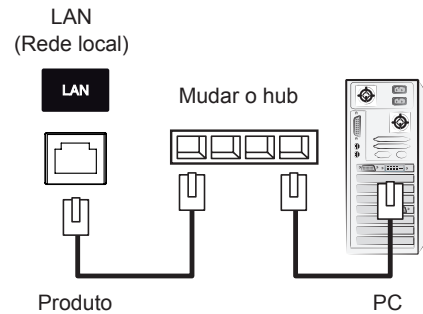 LAN
(Rede local)
LAN
Mudar o hub
Produto
PC